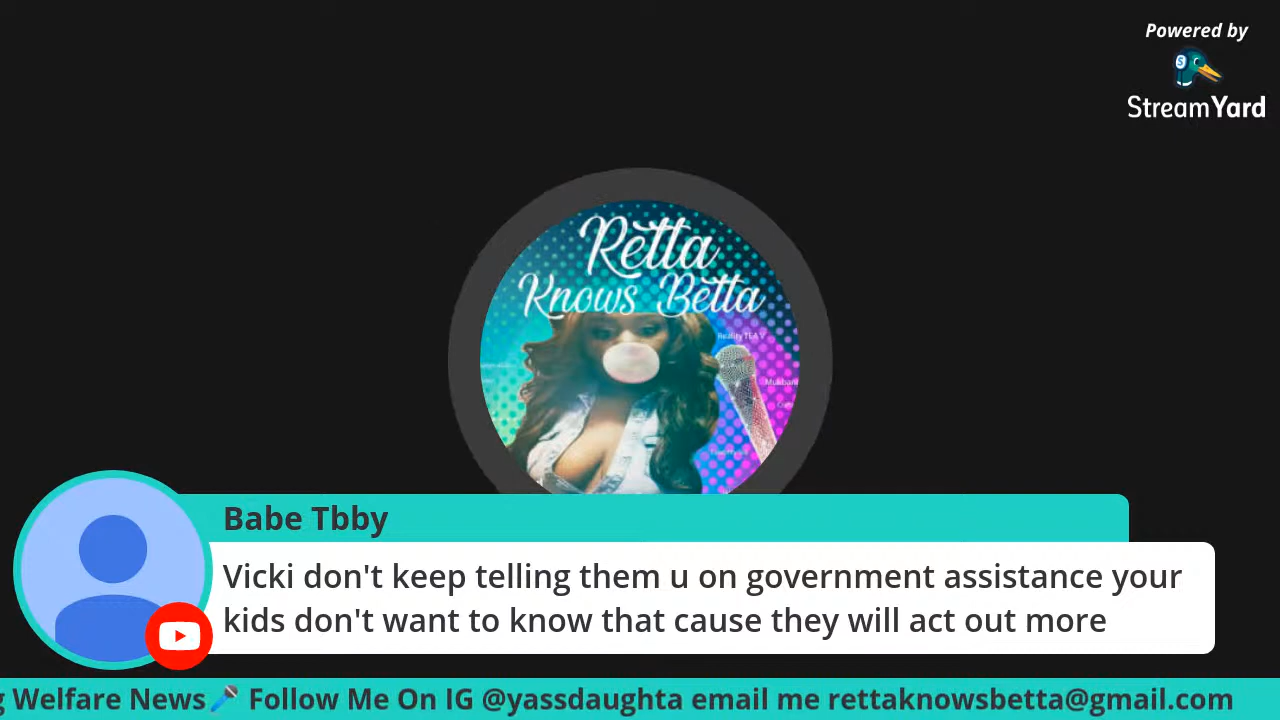 Powered by
StreamYard
Retta
Knows Betta
Babe Tbby
Vicki don't keep telling them u on government assistance your
kids don't want to know that cause they will act out more
g Welfare News🎤 Follow Me On IG @yassdaughta email me rettaknowsbetta@gmail.com